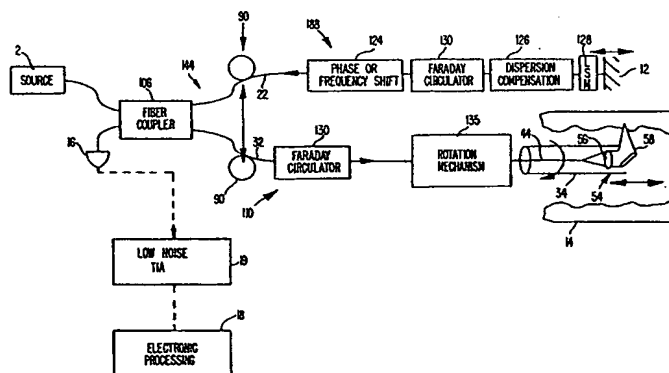 2
SOURCE
16
106
FIBER
COUPLER
144
90
22
188
124
PHASE OR
FREQUENCY SHIFT
130
FARADAY
CIRCULATOR
126
DISPERSION
COMPENSATION
128
LSM
12
90
32
110
130
FARADAY
CIRCULATOR
135
ROTATION
MECHANISM
44
56
58
34
54
14
LOW NOISE
TIA
19
18
ELECTRONIC
PROCESSING